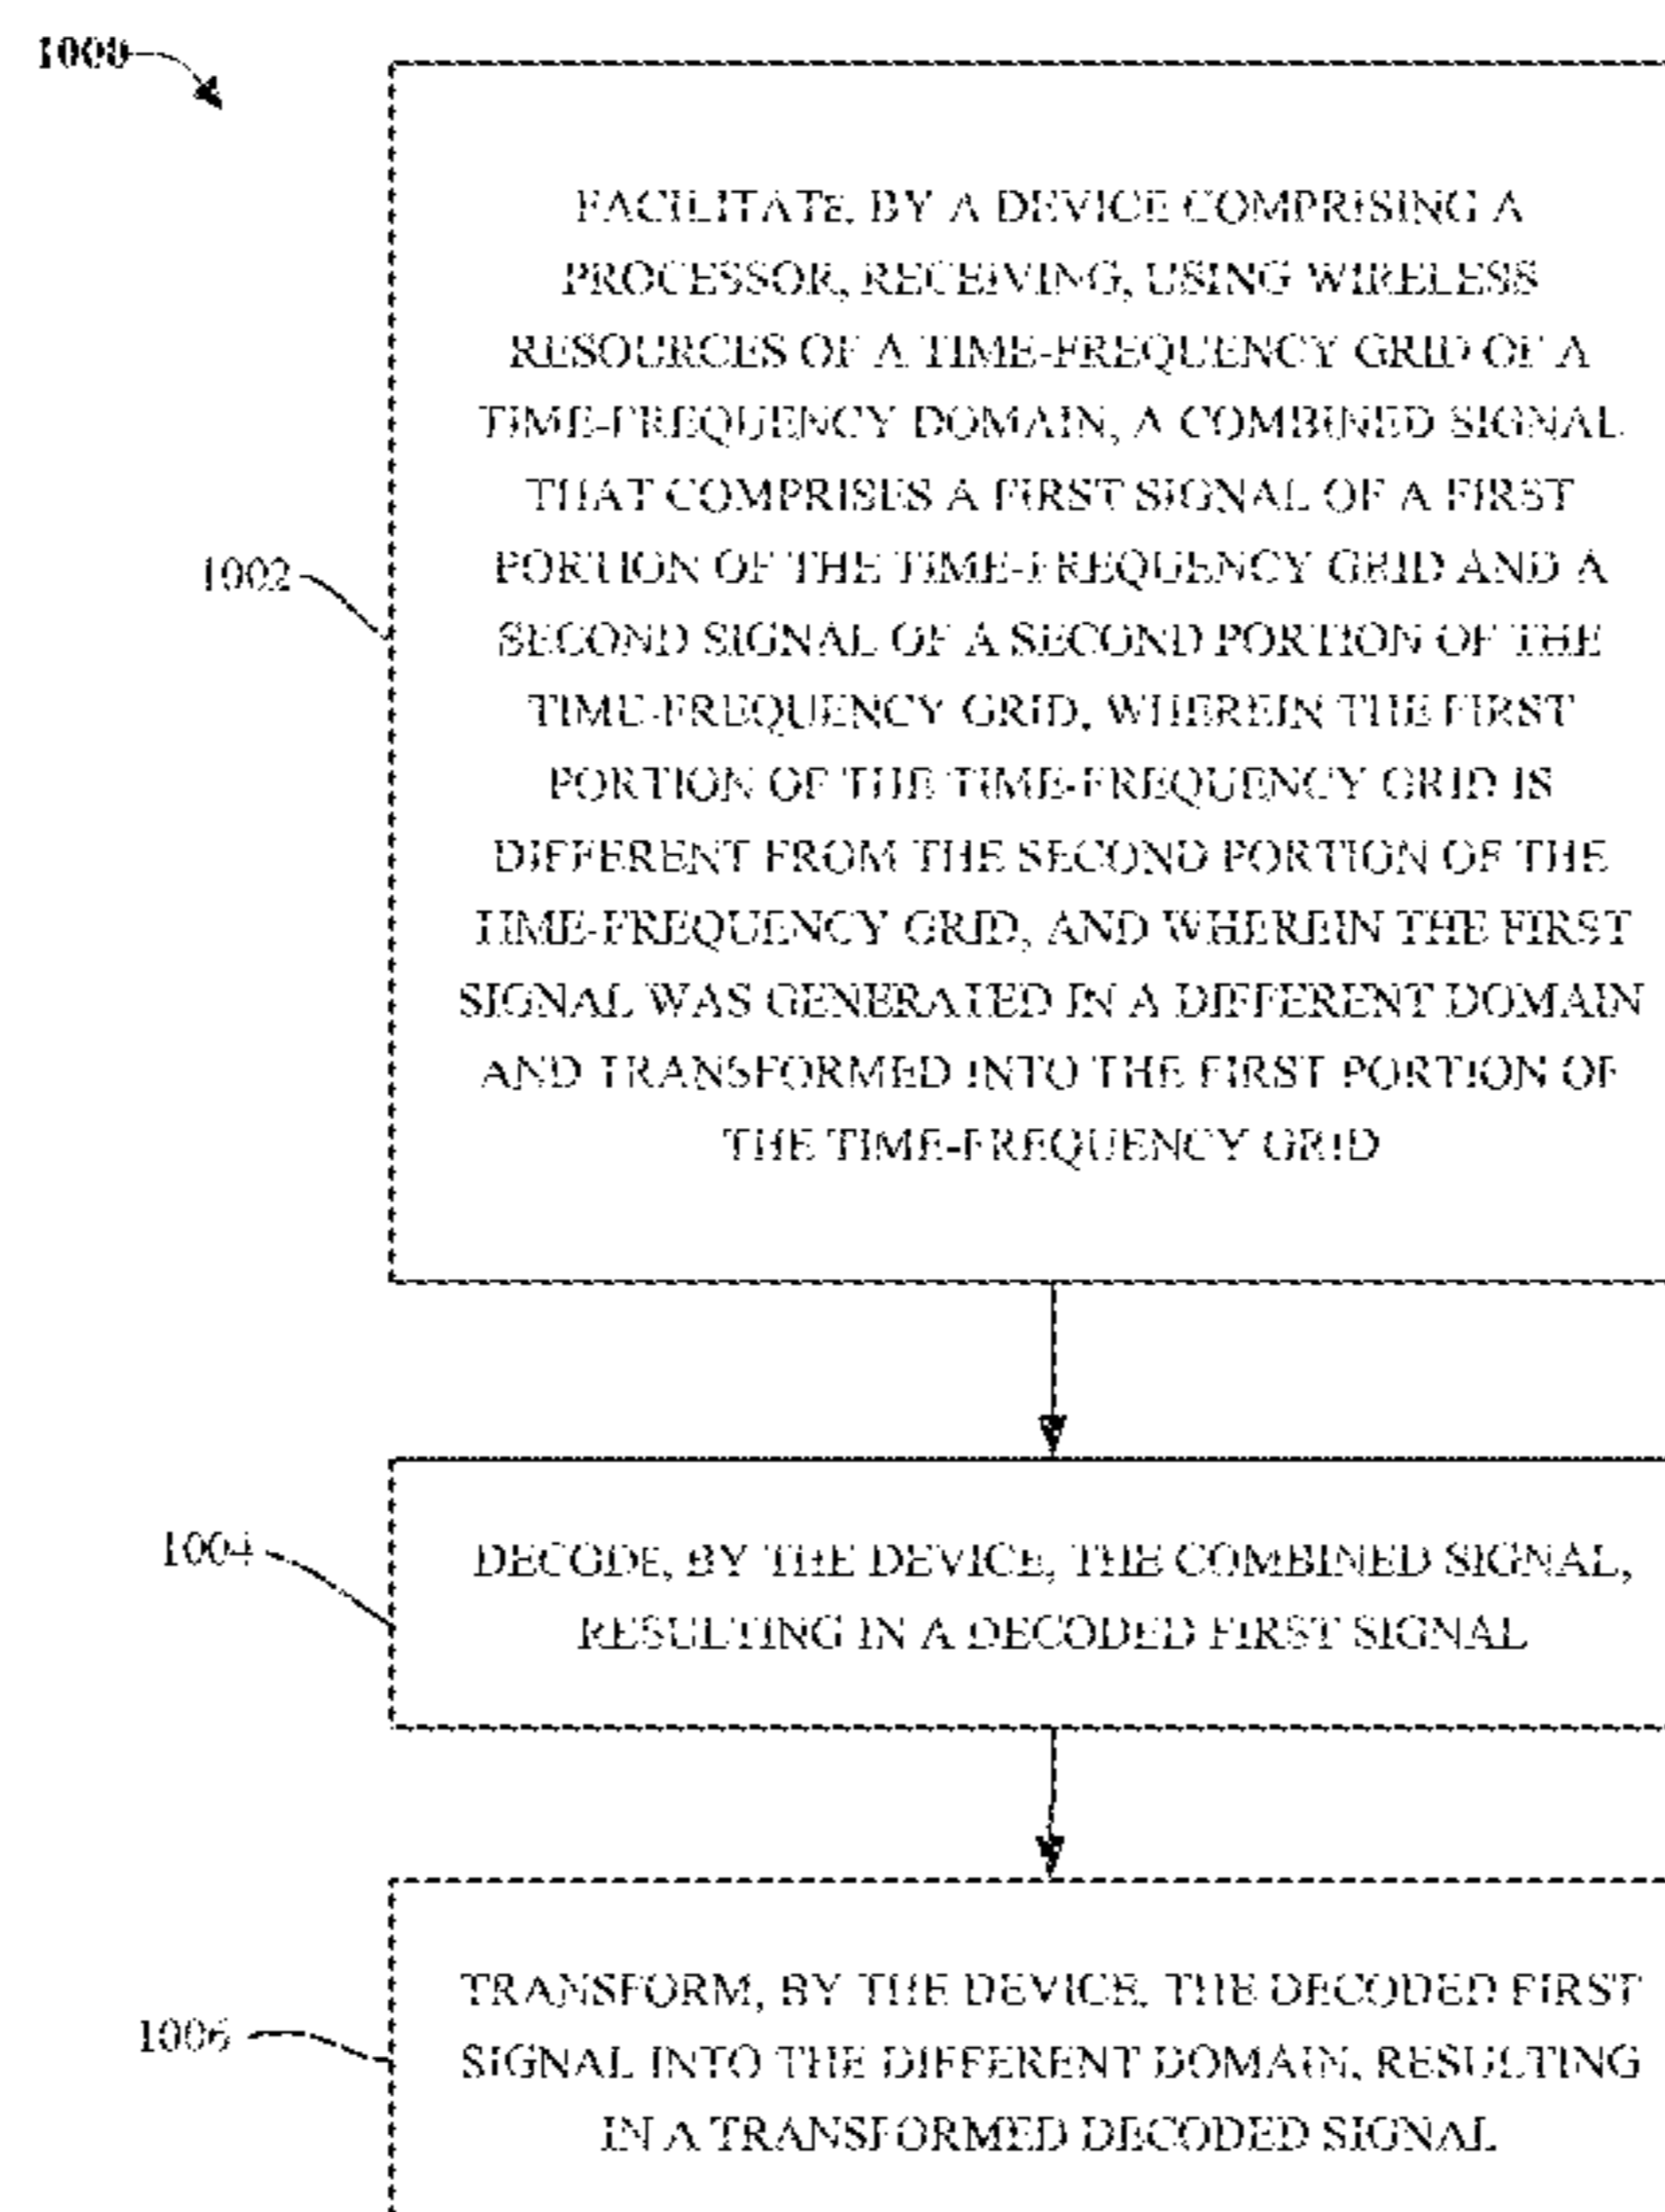 1000
FACILITATE, BY A DEVICE COMPRISING A
PROCESSOR, RECEIVING, USING WIRELESS
RESOURCES OF A TIME-FREQUENCY GRID OF A
TIME-FREQUENCY DOMAIN, A COMBINED SIGNAL
THAT COMPRISES A FIRST SIGNAL OF A FIRST
PORTION OF THE TIME-FREQUENCY GRID AND A
SECOND SIGNAL OF A SECOND PORTION OF THE
TIME-FREQUENCY GRID, WHEREIN THE FIRST
PORTION OF THE TIME-FREQUENCY GRID IS
DIFFERENT FROM THE SECOND PORTION OF THE
TIME-FREQUENCY GRID, AND WHEREIN THE FIRST
SIGNAL WAS GENERATED IN A DIFFERENT DOMAIN
AND TRANSFORMED INTO THE FIRST PORTION OF
THE TIME-FREQUENCY GRID
1002
DECODE, BY THE DEVICE, THE COMBINED SIGNAL,
RESULTING IN A DECODED FIRST SIGNAL
1004
TRANSFORM, BY THE DEVICE, THE DECODED FIRST
SIGNAL INTO THE DIFFERENT DOMAIN, RESULTING
IN A TRANSFORMED DECODED SIGNAL
1006